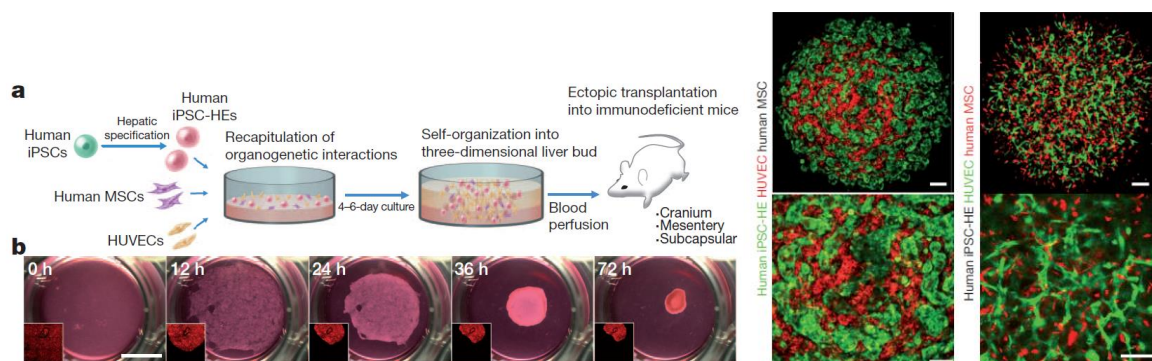 a
Human
iPSCs
Hepatic
specification
Human
iPSC-HEs
Human MSCs
HUVECs
Recapitulation of
organogenetic interactions
4–6-day culture
Self-organization into
three-dimensional liver bud
Blood
perfusion
Ectopic transplantation
into immunodeficient mice
•Cranium
•Mesentery
•Subcapsular
b
0 h
12 h
24 h
36 h
72 h
Human iPSC-HE HUVEC human MSC
Human iPSC-HE HUVEC human MSC